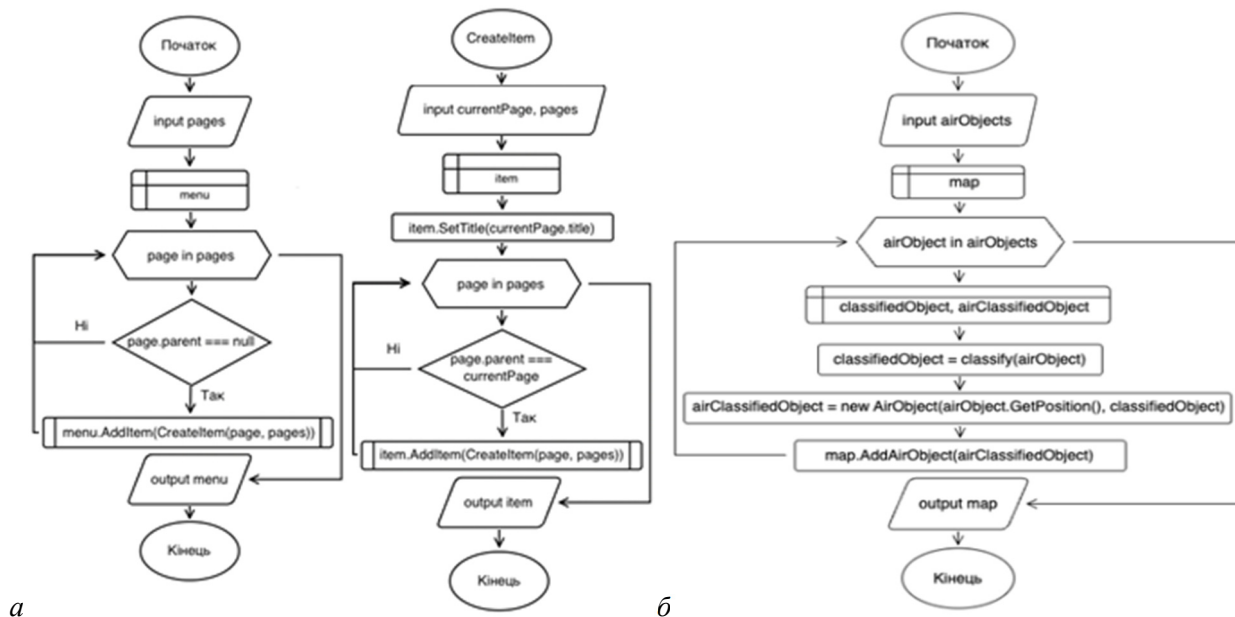 Початок
input pages
menu
page in pages
Ні
page.parent === null
Так
menu.AddItem(CreateItem(page, pages))
output menu
Кінець
CreateItem
input currentPage, pages
item
item.SetTitle(currentPage.title)
page in pages
Ні
page.parent ===
currentPage
Так
item.AddItem(CreateItem(page, pages))
output item
Кінець
а
Початок
input airObjects
map
airObject in airObjects
classifiedObject, airClassifiedObject
classifiedObject = classify(airObject)
airClassifiedObject = new AirObject(airObject.GetPosition(), classifiedObject)
map.AddAirObject(airClassifiedObject)
output map
Кінець
б